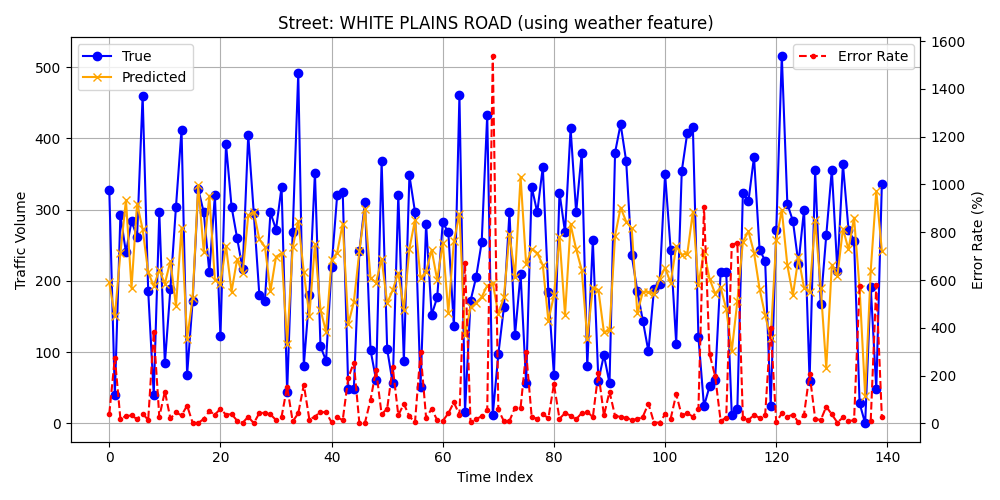 Street: WHITE PLAINS ROAD (using weather feature)
True
Predicted
Error Rate
Traffic Volume
500
400
300
200
100
0
1600
1400
1200
1000
800
600
400
200
0
Error Rate (%)
0 20 40 60 80 100 120 140
Time Index